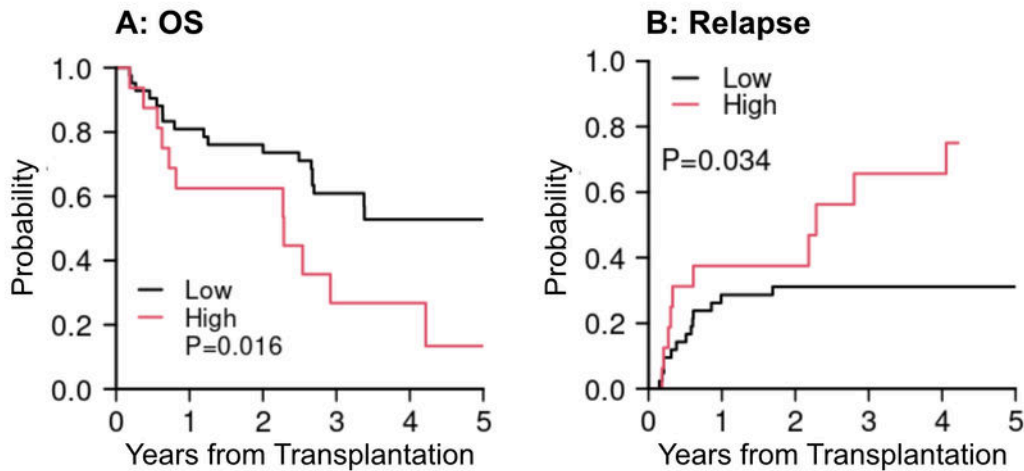 A: OS
1.0
0.8
0.6
0.4
0.2
0.0
Probability
Low
High
P=0.016
0 1 2 3 4 5
Years from Transplantation
B: Relapse
1.0
0.8
0.6
0.4
0.2
0.0
Probability
Low
High
P=0.034
0 1 2 3 4 5
Years from Transplantation